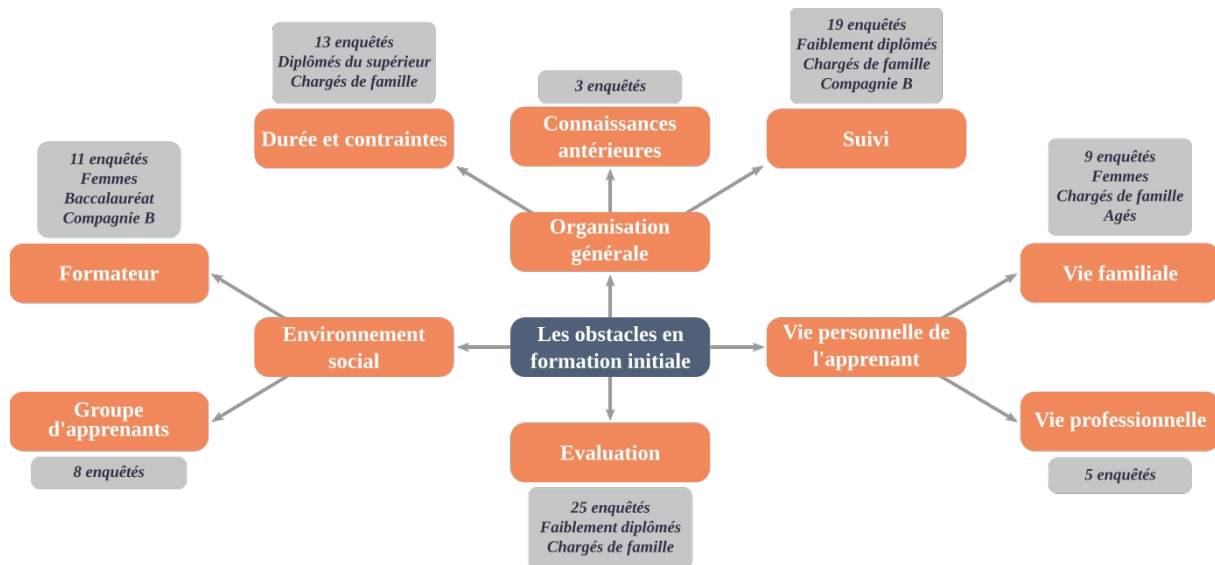 13 enquêtés
Diplômés du supérieur
Chargés de famille
Durée et contraintes
3 enquêtés
Connaissances
antérieures
19 enquêtés
Faiblement diplômés
Chargés de famille
Compagnie B
Suivi
11 enquêtés
Femmes
Baccalauréat
Compagnie B
Formateur
Organisation
générale
9 enquêtés
Femmes
Chargés de famille
Agés
Vie familiale
Environnement
social
Les obstacles en
formation initiale
Vie personnelle de
l'apprenant
Groupe
d'apprenants
8 enquêtés
Evaluation
25 enquêtés
Faiblement diplômés
Chargés de famille
Vie professionnelle
5 enquêtés